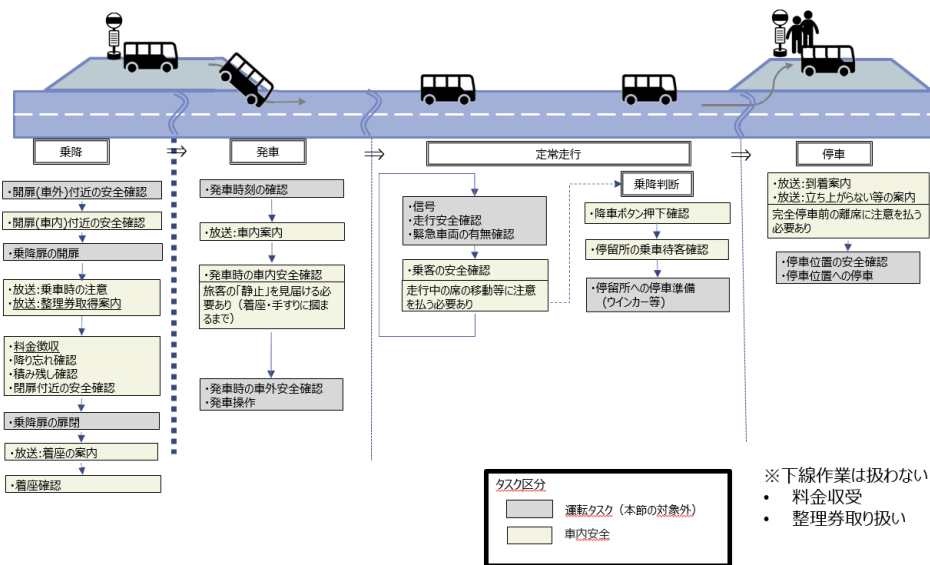 乗降
⇒
発車
⇒
定常走行
⇒
停車
・開扉(車外)付近の安全確認
・開扉(車内)付近の安全確認
・乗降扉の開扉
・放送:乗車時の注意
・放送:整理券取得案内
・料金徴収
・降り忘れ確認
・積み残し確認
・閉扉付近の安全確認
・乗降扉の扉閉
・放送:着座の案内
・着座確認
・発車時刻の確認
・放送:車内案内
・発車時の車内安全確認
旅客の「静止」を見届ける必
要あり（着座・手すりに掴ま
るまで）
・発車時の車外安全確認
・発車操作
・信号
・走行安全確認
・緊急車両の有無確認
・乗客の安全確認
走行中の席の移動等に注意
を払う必要あり
乗降判断
・降車ボタン押下確認
・停留所の乗車待客確認
・停留所への停車準備
(ウインカー等)
・放送:到着案内
・放送:立ち上がらない等の案内
完全停車前の離席に注意を払う
必要あり
・停車位置の安全確認
・停車位置への停車
タスク区分
運転タスク（本節の対象外）
車内安全
※下線作業は扱わない
• 料金収受
• 整理券取り扱い